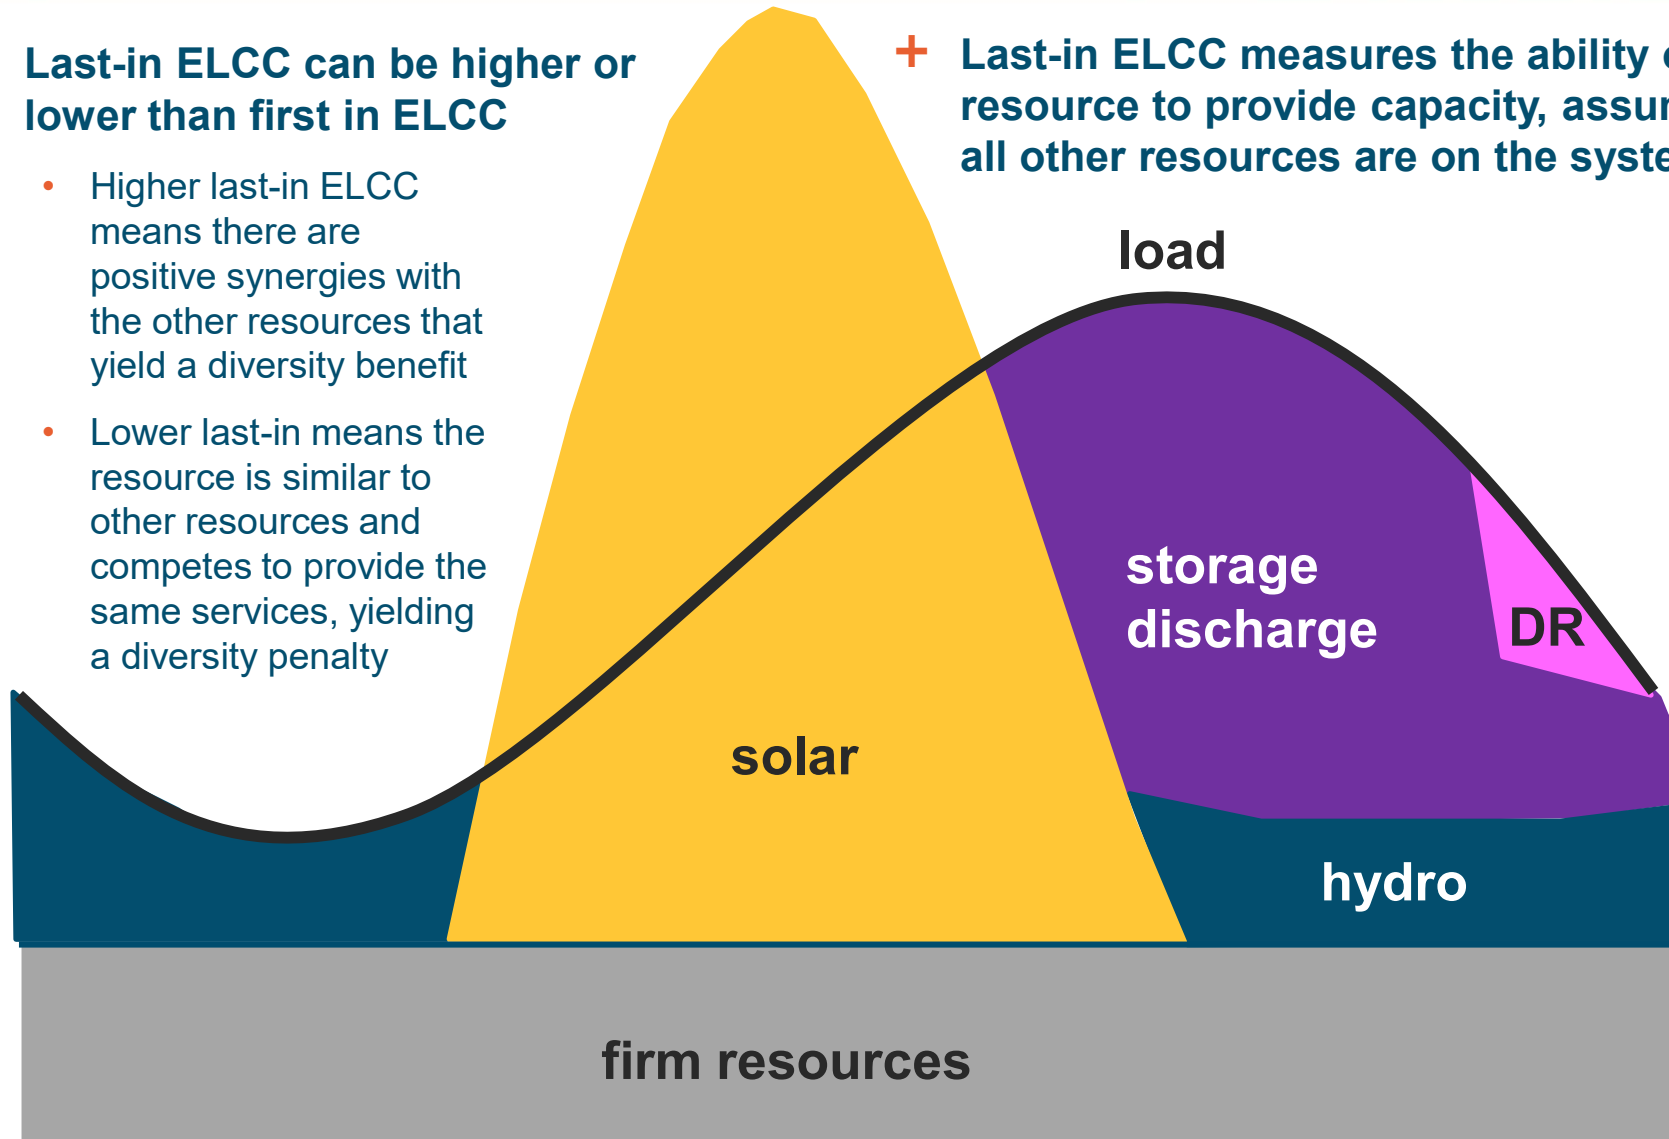 Last-in ELCC can be higher or
lower than first in ELCC
• Higher last-in ELCC
means there are
positive synergies with
the other resources that
yield a diversity benefit
• Lower last-in means the
resource is similar to
other resources and
competes to provide the
same services, yielding
a diversity penalty
+ Last-in ELCC measures the ability
resource to provide capacity,
all other resources are on the
load
storage
discharge
DR
solar
hydro
firm resources